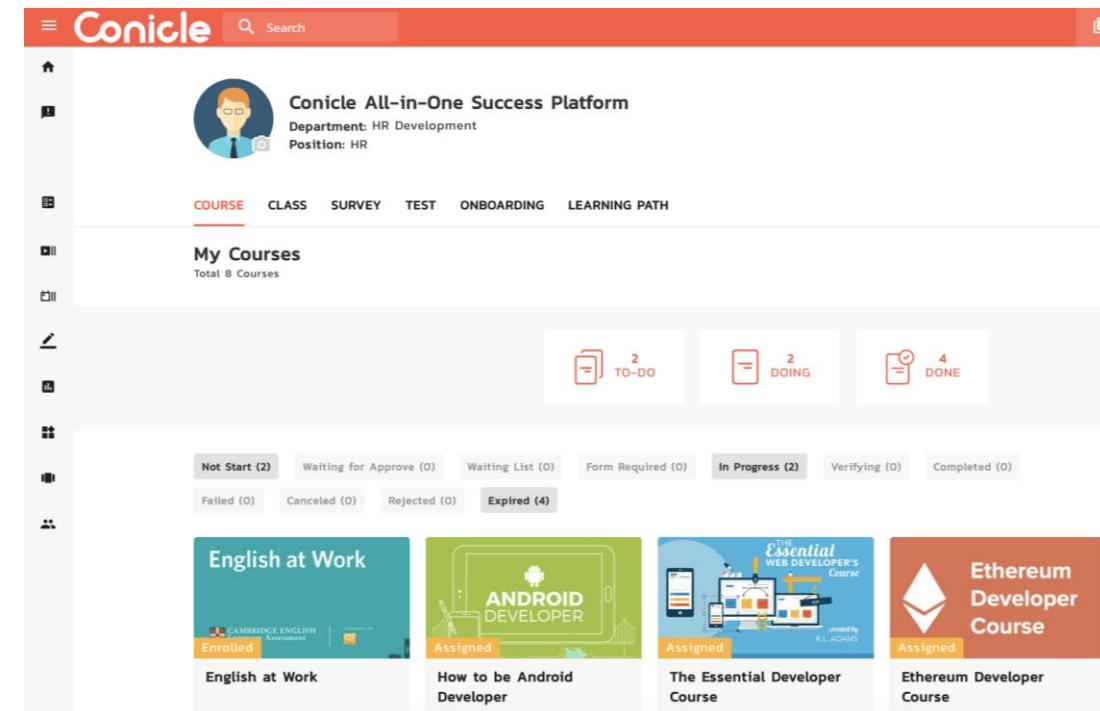 Conicle
Search
Conicle All-in-One Success Platform
Department: HR Development
Position: HR
COURSE CLASS SURVEY TEST ONBOARDING LEARNING PATH
My Courses
Total 8 Courses
2
TO-DO
2
DOING
4
DONE
Not Start (2) Waiting for Approve (0) Waiting List (0) Form Required (0) In Progress (2) Verifying (0) Completed (0)
Failed (0) Canceled (0) Rejected (0) Expired (4)
English at Work
CAMBRIDGE ENGLISH
Language Assessment
Enrolled
English at Work
ANDROID
DEVELOPER
Assigned
How to be Android
Developer
THE
Essential
WEB DEVELOPER'S
Course
created by
R.L. ADAMS
Assigned
The Essential Developer
Course
Ethereum
Developer
Course
Assigned
Ethereum Developer
Course